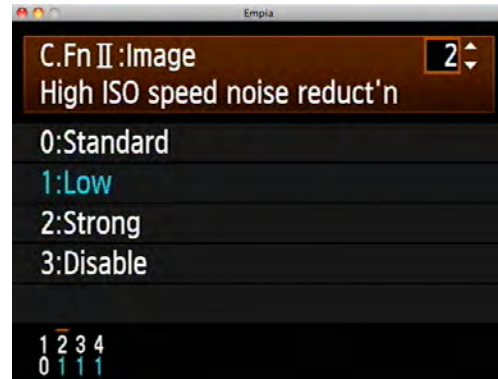 Empia
C.Fn Ⅱ :Image 2
High ISO speed noise reduct'n
0:Standard
1:Low
2:Strong
3:Disable
1 2 3 4
0 1 1 1